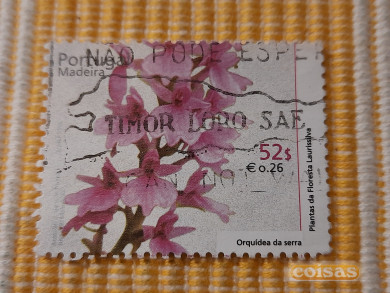 NÃO PODE ESPER
Portugal
Madeira
TIMOR LORO SAE
52$
€ 0.26
Plantas da Floresta Laurissilva
Orquídea da serra
coisas